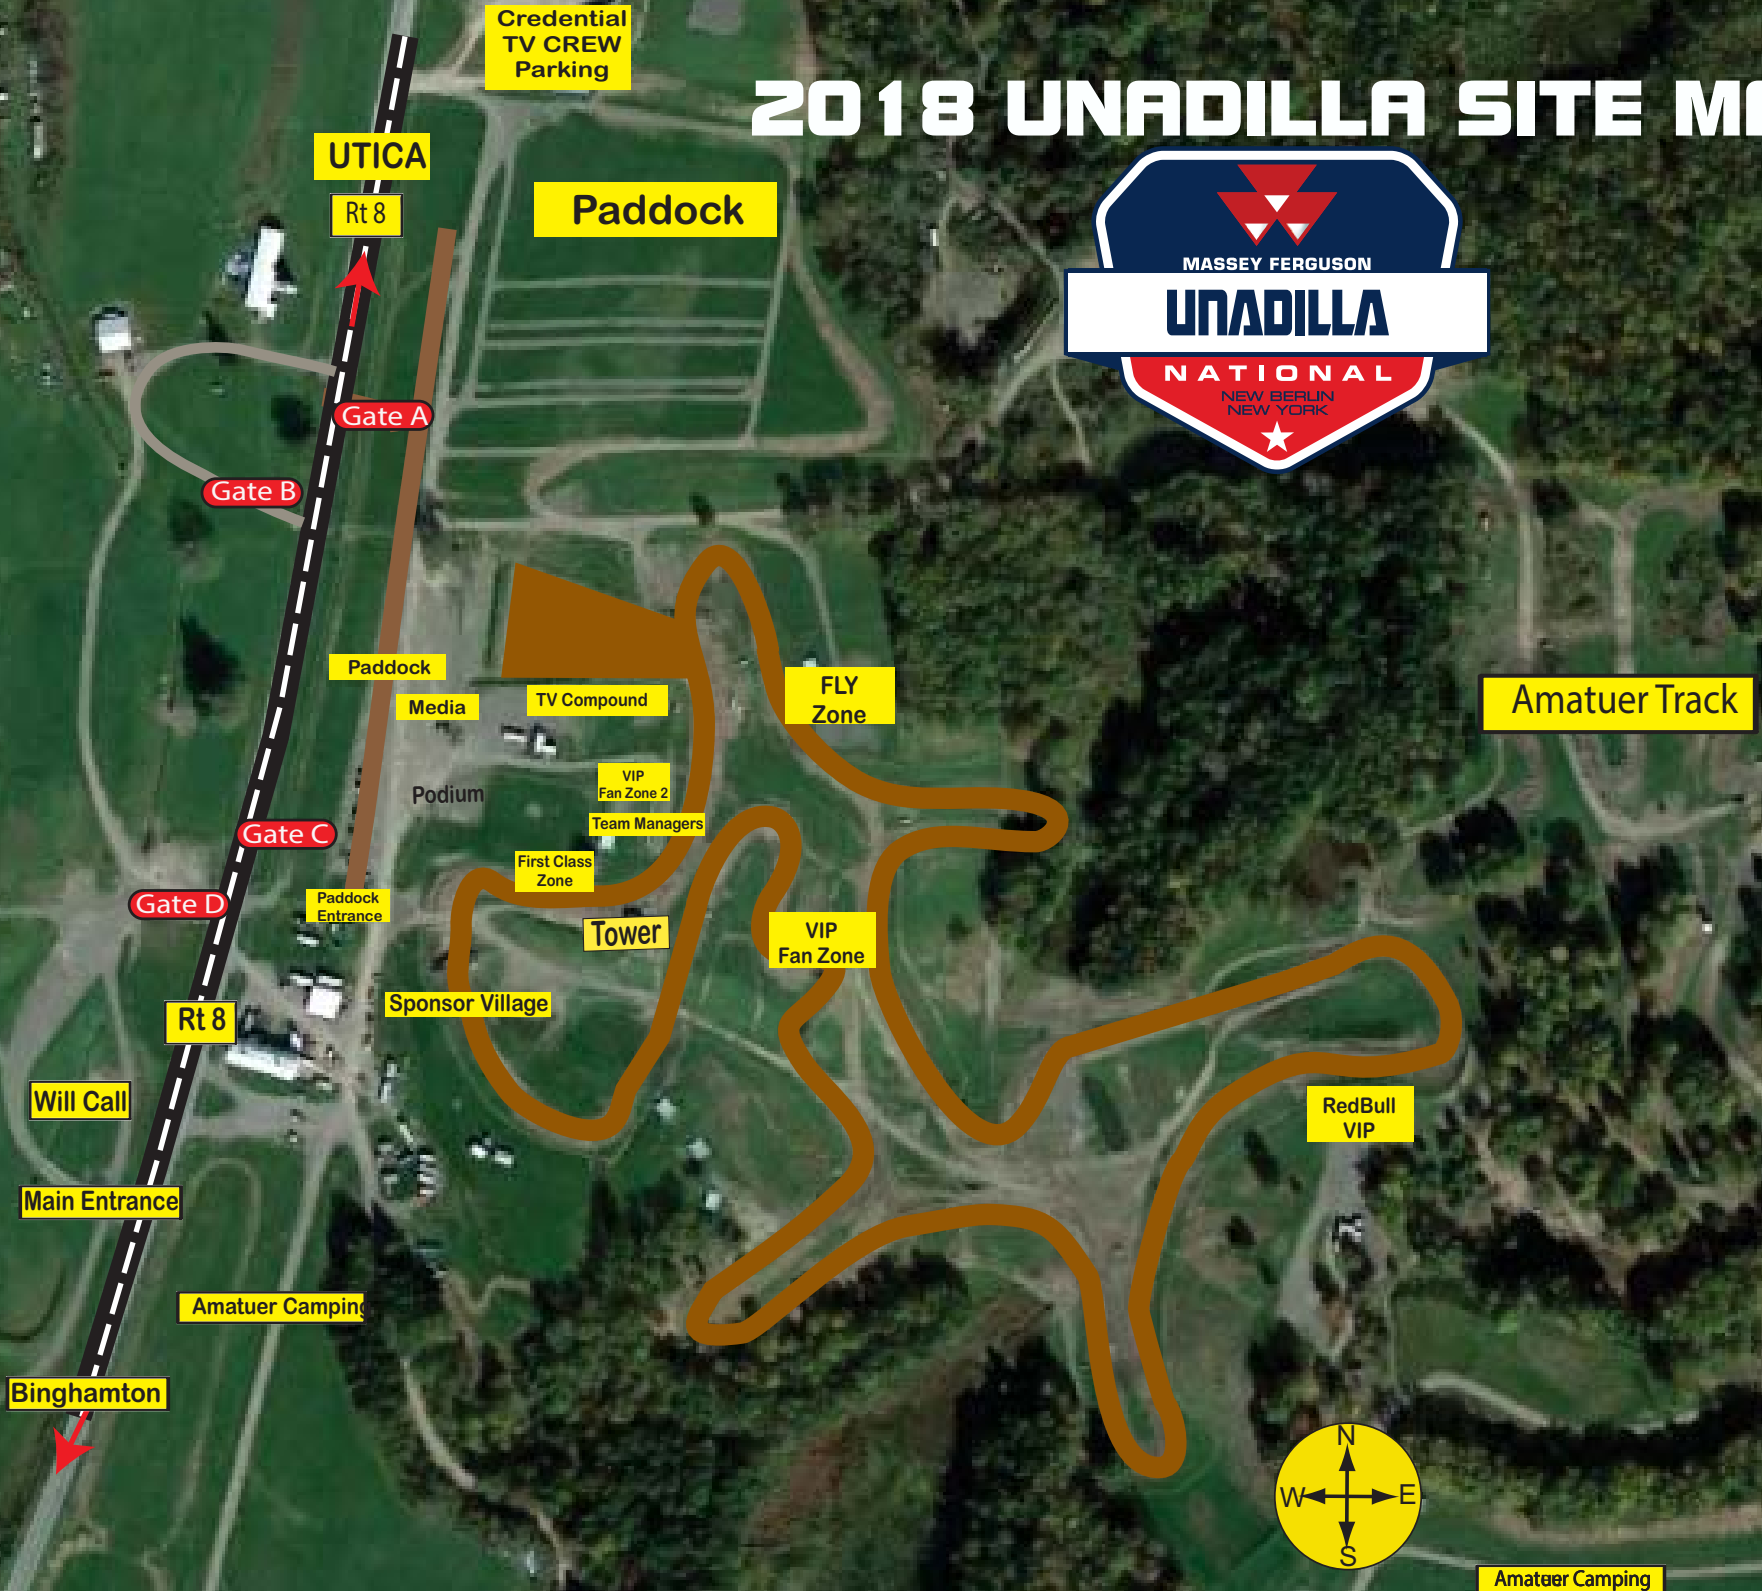 Credential
TV CREW
Parking
2018 UNADILLA SITE MA
UTICA
Rt 8
Paddock
MASSEY FERGUSON
UNADILLA
NATIONAL
NEW BERLIN
NEW YORK
Gate A
Gate B
Paddock
Media
TV Compound
FLY
Zone
Amatuer Track
VIP
Fan Zone 2
Podium
Team Managers
Gate C
First Class
Zone
Gate D
Paddock
Entrance
Tower
VIP
Fan Zone
Sponsor Village
Rt 8
Will Call
RedBull
VIP
Main Entrance
Amatuer Camping
Binghamton
N
W E
S
Amatuer Camping